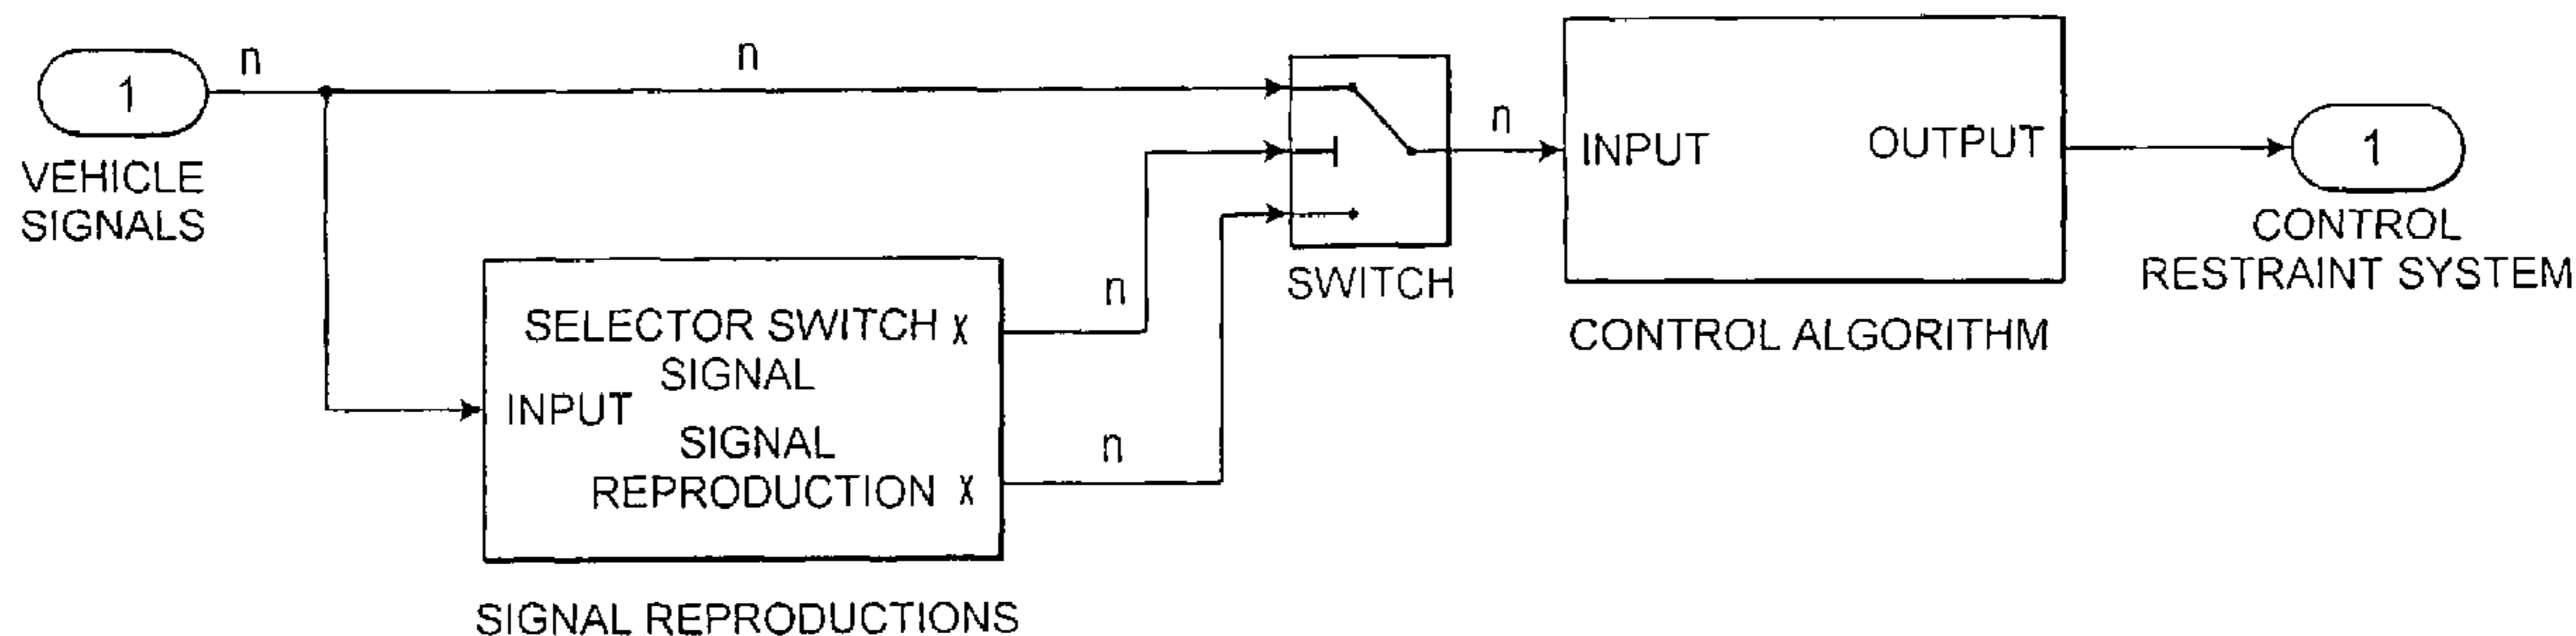 1
VEHICLE
SIGNALS
n
n
SELECTOR SWITCH X
SIGNAL
INPUT
SIGNAL
REPRODUCTION X
SIGNAL REPRODUCTIONS
n
n
SWITCH
n
INPUT
OUTPUT
CONTROL ALGORITHM
1
CONTROL
RESTRAINT SYSTEM